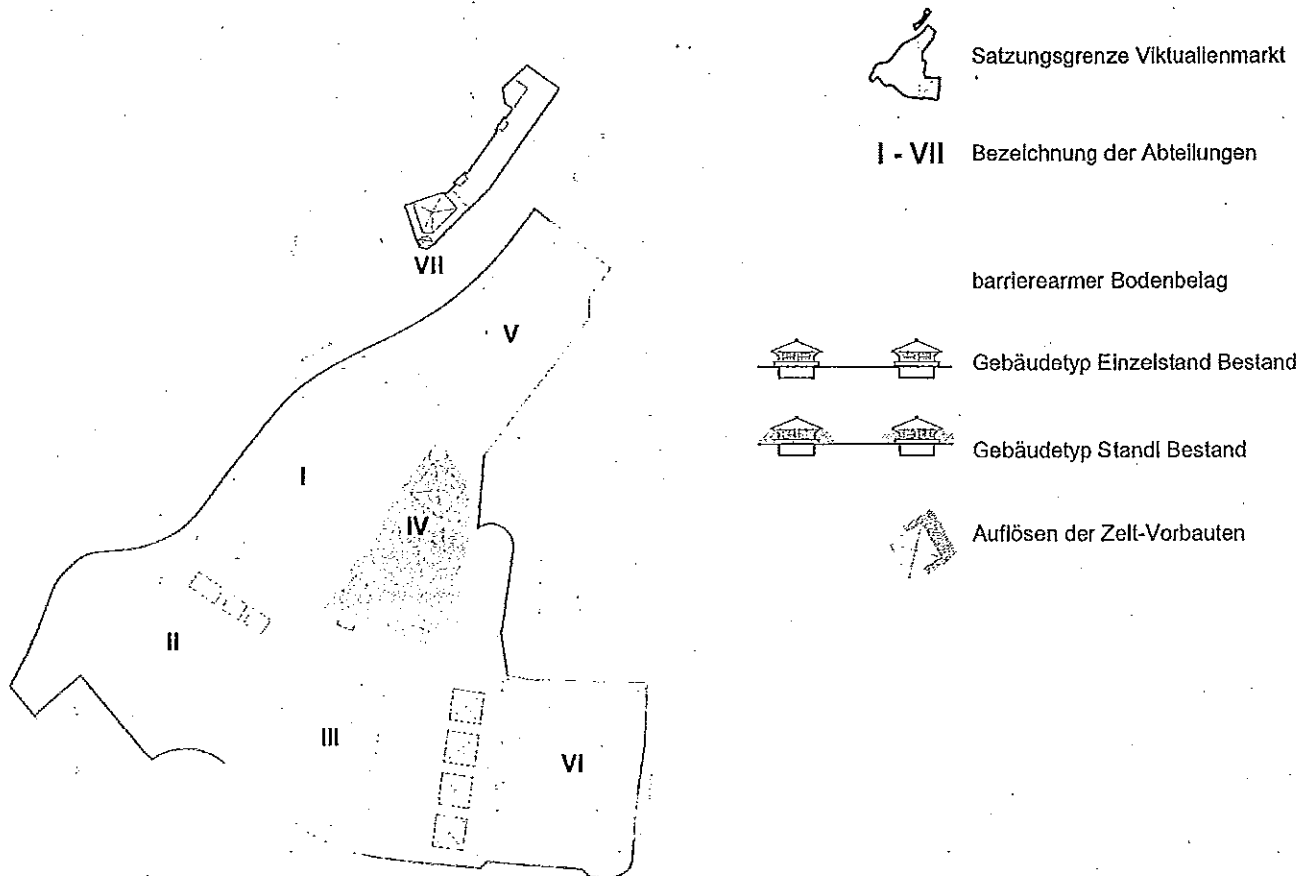 Satzungsgrenze Viktualienmarkt
I - VII Bezeichnung der Abteilungen
VII
barrierearmer Bodenbelag
V
Gebäudetyp Einzelstand Bestand
Gebäudetyp Standl Bestand
I
IV
Auflösen der Zelt-Vorbauten
II
III
VI